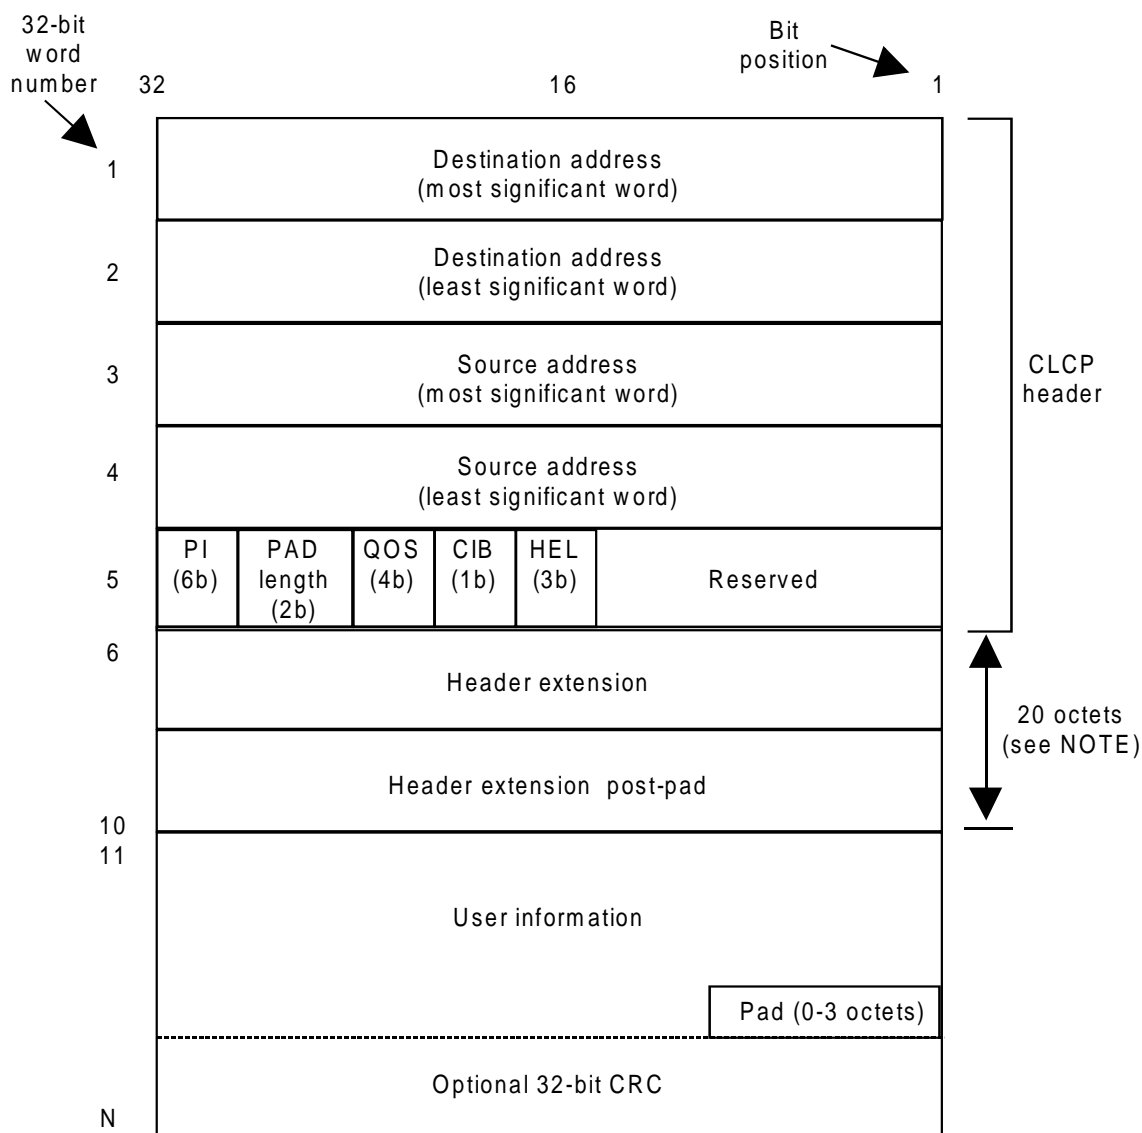 32-bit
word
number
Bit
position
32
16
1
1
Destination address
(most significant word)
2
Destination address
(least significant word)
3
Source address
(most significant word)
CLCP
header
4
Source address
(least significant word)
5
PI
(6b)
PAD
length
(2b)
QOS
(4b)
CIB
(1b)
HEL
(3b)
Reserved
6
Header extension
20 octets
(see NOTE)
Header extension post-pad
10
11
User information
Pad (0-3 octets)
Optional 32-bit CRC
N